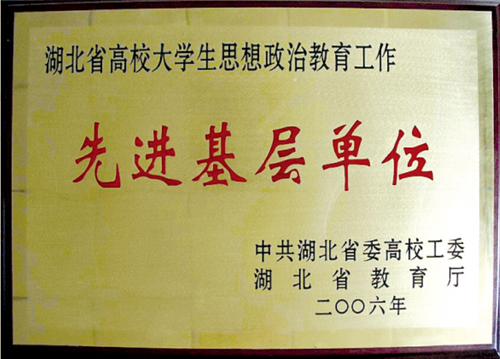 湖北省高校大学生思想政治教育工作
先进基层单位
中共湖北省委高校工委
湖北省教育厅
二〇〇六年